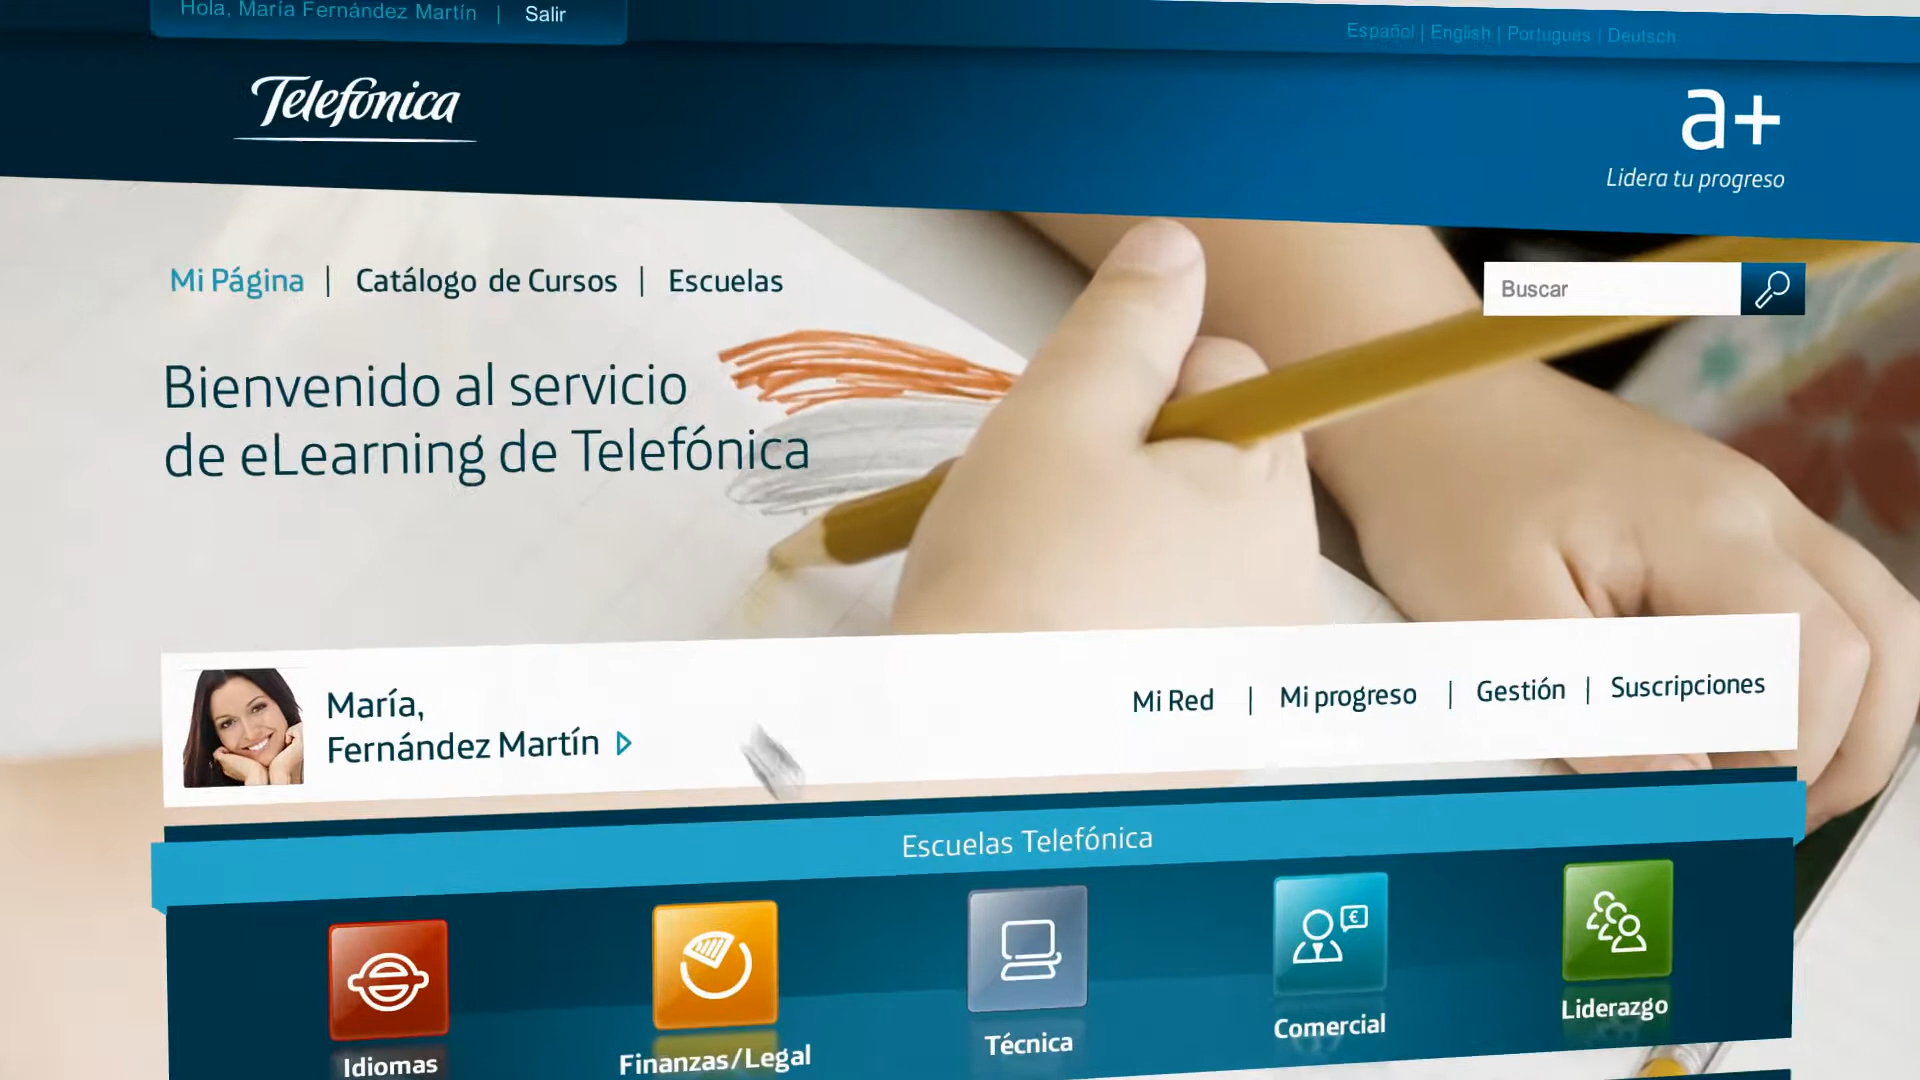 Hola, María Fernández Martín | Salir
Español | English | Portugués | Deutsch
Telefónica
a+
Lidera tu progreso
Mi Página | Catálogo de Cursos | Escuelas
Buscar
Bienvenido al servicio
de eLearning de Telefónica
María,
Fernández Martín
Mi Red | Mi progreso | Gestión | Suscripciones
Escuelas Telefónica
Idiomas
Finanzas/Legal
Técnica
Comercial
Liderazgo